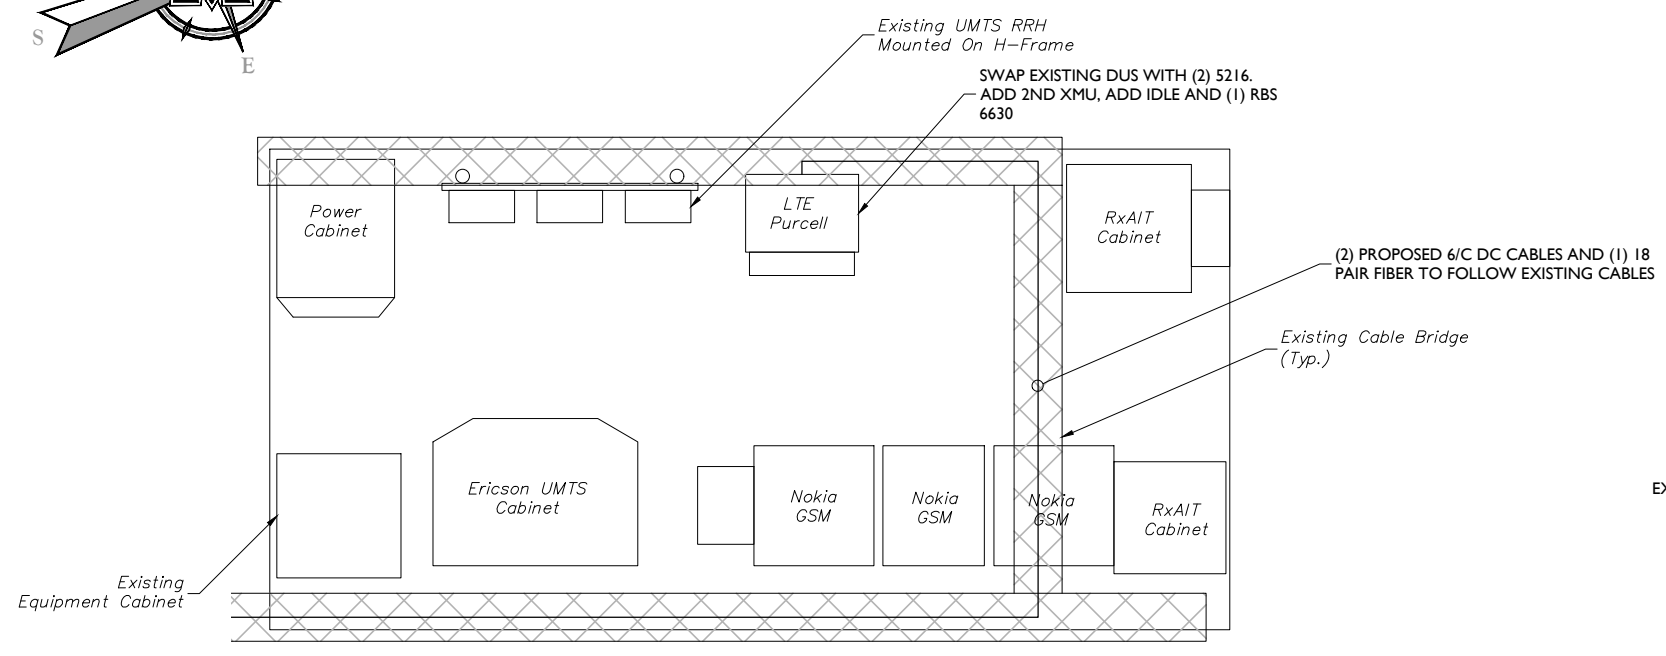 S
E
Existing UMTS RRH
Mounted On H-Frame
SWAP EXISTING DUS WITH (2) 5216.
ADD 2ND XMU, ADD IDLE AND (1) RBS
6630
Power
Cabinet
LTE
Purcell
RxAIT
Cabinet
(2) PROPOSED 6/C DC CABLES AND (1) 18
PAIR FIBER TO FOLLOW EXISTING CABLES
Existing Cable Bridge
(Typ.)
Ericson UMTS
Cabinet
Nokia
GSM
Nokia
GSM
Nokia
GSM
RxAIT
Cabinet
EX
Existing
Equipment Cabinet